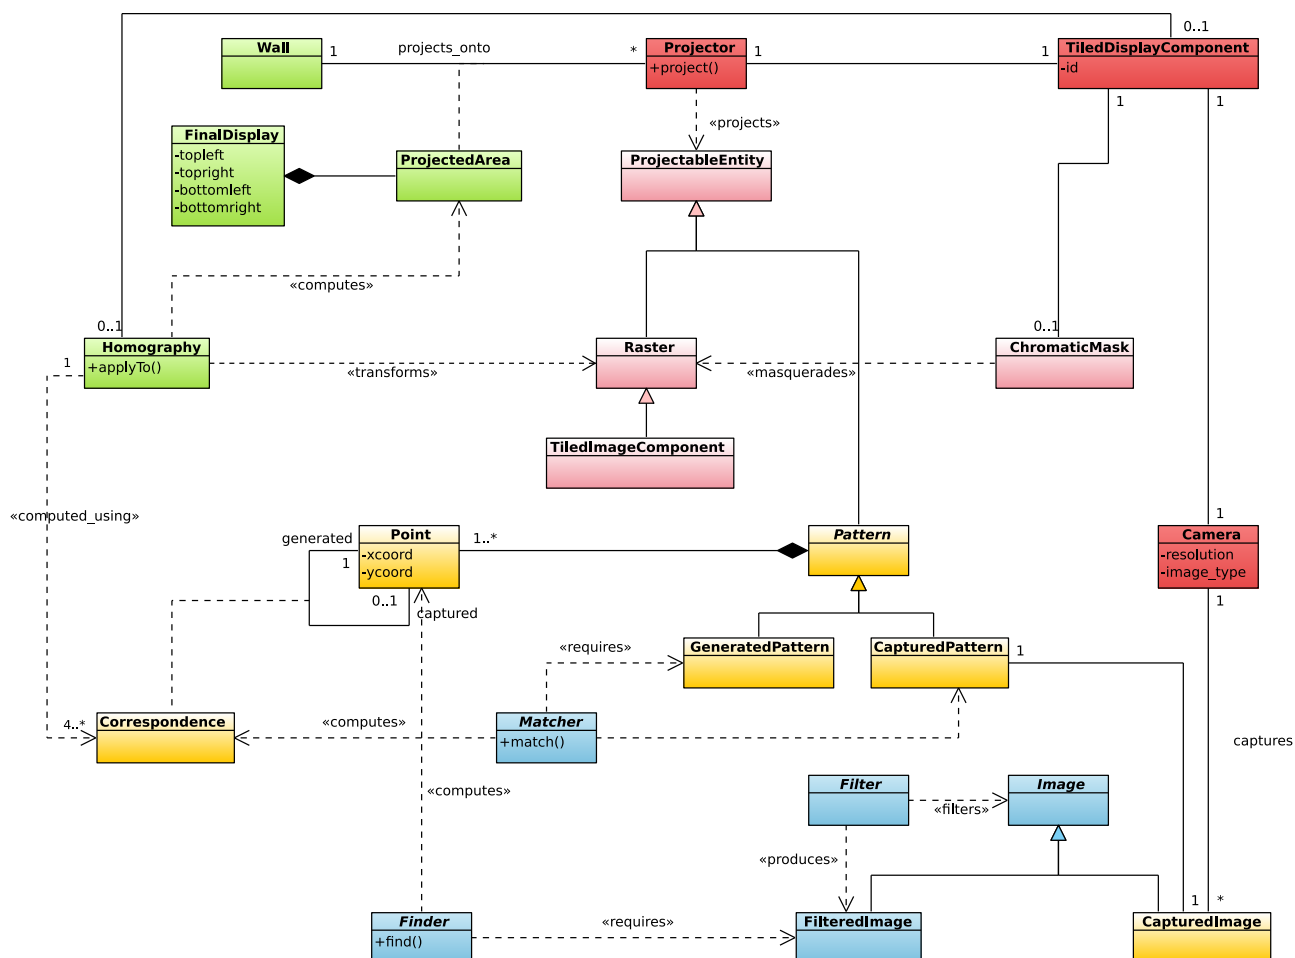 0..1
Wall
1
projects_onto
*
Projector
+project()
1
1
TiledDisplayComponent
-id
1
1
«projects»
FinalDisplay
-topleft
-topright
-bottomleft
-bottomright
ProjectedArea
ProjectableEntity
«computes»
0..1
0..1
1
Homography
+applyTo()
«transforms»
Raster
«masquerades»
ChromaticMask
TiledImageComponent
«computed_using»
generated
1
Point
-xcoord
-ycoord
1..*
0..1
captured
Pattern
1
Camera
-resolution
-image_type
1
«requires»
GeneratedPattern
CapturedPattern
1
4..*
Correspondence
«computes»
Matcher
+match()
captures
«computes»
Filter
«filters»
Image
«produces»
1
*
Finder
+find()
«requires»
FilteredImage
CapturedImage